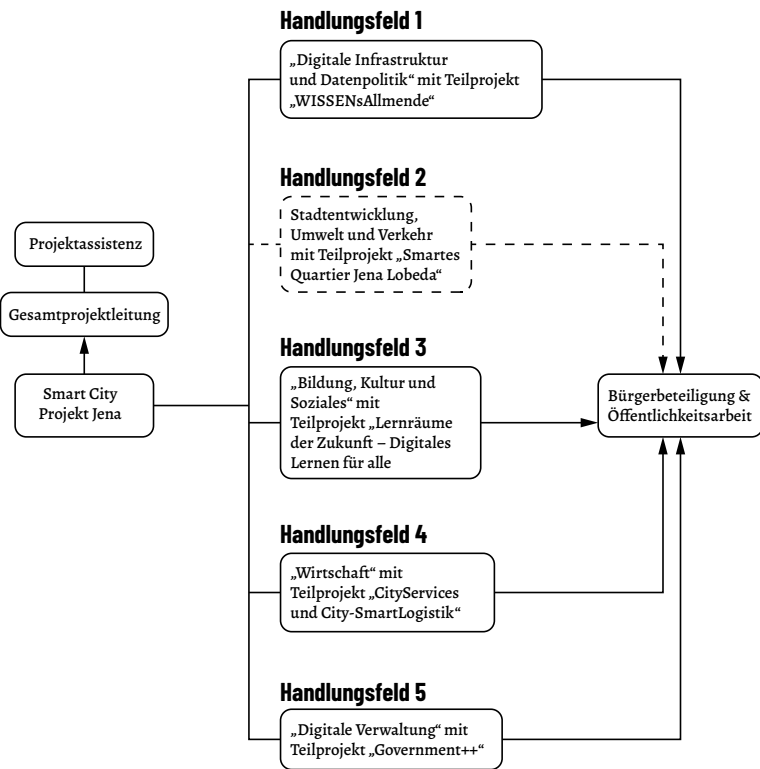 Handlungsfeld 1
„Digitale Infrastruktur
und Datenpolitik“ mit Teilprojekt
„WISSENsAllmende“
Handlungsfeld 2
Stadtentwicklung,
Umwelt und Verkehr
mit Teilprojekt „Smartes
Quartier Jena Lobeda“
Projektassistenz
Gesamtprojektleitung
Smart City
Projekt Jena
Handlungsfeld 3
„Bildung, Kultur und
Soziales“ mit
Teilprojekt „Lernräume
der Zukunft – Digitales
Lernen für alle
Bürgerbeteiligung &
Öffentlichkeitsarbeit
Handlungsfeld 4
„Wirtschaft“ mit
Teilprojekt „CityServices
und City-SmartLogistik“
Handlungsfeld 5
„Digitale Verwaltung“ mit
Teilprojekt „Government++“